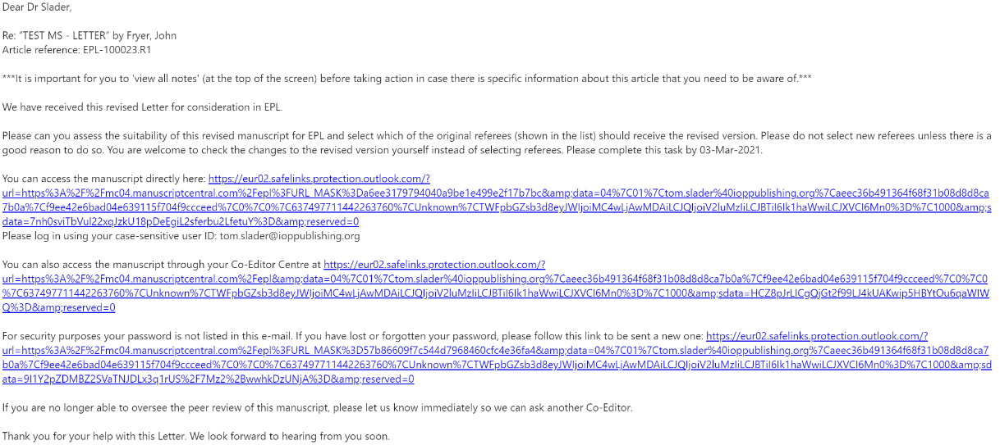 Dear Dr Slader,
Re: “TEST MS - LETTER” by Fryer, John
Article reference: EPL-100023.R1
***It is important for you to 'view all notes' (at the top of the screen) before taking action in case there is specific information about this article that you need to be aware of.***
We have received this revised Letter for consideration in EPL.
Please can you assess the suitability of this revised manuscript for EPL and select which of the original referees (shown in the list) should receive the revised version. Please do not select new referees unless there is a
good reason to do so. You are welcome to check the changes to the revised version yourself instead of selecting referees. Please complete this task by 03-Mar-2021.
You can access the manuscript directly here: https://eur02.safelinks.protection.outlook.com/?
url=https%3A%2F%2Fmc04.manuscriptcentral.com%2Fepl%3FURL_MASK%3Da6ee3179794040a9be1e499e2f17b7bc&amp;data=04%7C01%7Ctom.slader%40ioppublishing.org%7Caeec36b491364f68f31b08d8d8ca
7b0a%7Cf9ee42e6bad04e639115f704f9ccceed%7C0%7C0%7C637497711442263760%7CUnknown%7CTWFpbGZsb3d8eyJWIjoiMC4wLjAwMDAiLCJQIjoiV2luMzIiLCJBTiI6Ik1haWwiLCJXVCI6Mn0%3D%7C1000&amp;s
data=7nh0sviTbVul22xqJzkU18pDeEgiL2sferbu2LfetuY%3D&amp;reserved=0
Please log in using your case-sensitive user ID: tom.slader@ioppublishing.org
You can also access the manuscript through your Co-Editor Centre at https://eur02.safelinks.protection.outlook.com/?
url=https%3A%2F%2Fmc04.manuscriptcentral.com%2Fepl&amp;data=04%7C01%7Ctom.slader%40ioppublishing.org%7Caeec36b491364f68f31b08d8d8ca7b0a%7Cf9ee42e6bad04e639115f704f9ccceed%7C0%7C0
%7C637497711442263760%7CUnknown%7CTWFpbGZsb3d8eyJWIjoiMC4wLjAwMDAiLCJQIjoiV2luMzIiLCJBTiI6Ik1haWwiLCJXVCI6Mn0%3D%7C1000&amp;sdata=HCZ8pJrLICgQjGt2f99LJ4kUAKwip5HBYtOu6qaWIW
Q%3D&amp;reserved=0
For security purposes your password is not listed in this e-mail. If you have lost or forgotten your password, please follow this link to be sent a new one: https://eur02.safelinks.protection.outlook.com/?
url=https%3A%2F%2Fmc04.manuscriptcentral.com%2Fepl%3FURL_MASK%3D57b86609f7c544d7968460cfc4e36fa4&amp;data=04%7C01%7Ctom.slader%40ioppublishing.org%7Caeec36b491364f68f31b08d8d8ca7
b0a%7Cf9ee42e6bad04e639115f704f9ccceed%7C0%7C0%7C637497711442263760%7CUnknown%7CTWFpbGZsb3d8eyJWIjoiMC4wLjAwMDAiLCJQIjoiV2luMzIiLCJBTiI6Ik1haWwiLCJXVCI6Mn0%3D%7C1000&amp;sd
ata=9I1Y2pZDMBZ2SVaTNJDLx3q1rUS%2F7Mz2%2BwwhkDzUNjA%3D&amp;reserved=0
If you are no longer able to oversee the peer review of this manuscript, please let us know immediately so we can ask another Co-Editor.
Thank you for your help with this Letter. We look forward to hearing from you soon.